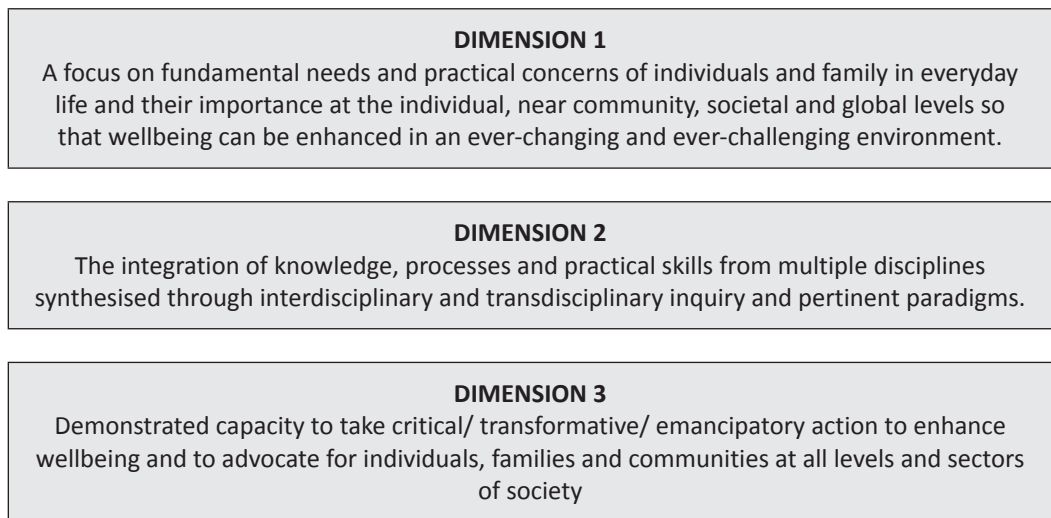 DIMENSION 1
A focus on fundamental needs and practical concerns of individuals and family in everyday
life and their importance at the individual, near community, societal and global levels so
that wellbeing can be enhanced in an ever-changing and ever-challenging environment.
DIMENSION 2
The integration of knowledge, processes and practical skills from multiple disciplines
synthesised through interdisciplinary and transdisciplinary inquiry and pertinent paradigms.
DIMENSION 3
Demonstrated capacity to take critical/ transformative/ emancipatory action to enhance
wellbeing and to advocate for individuals, families and communities at all levels and sectors
of society